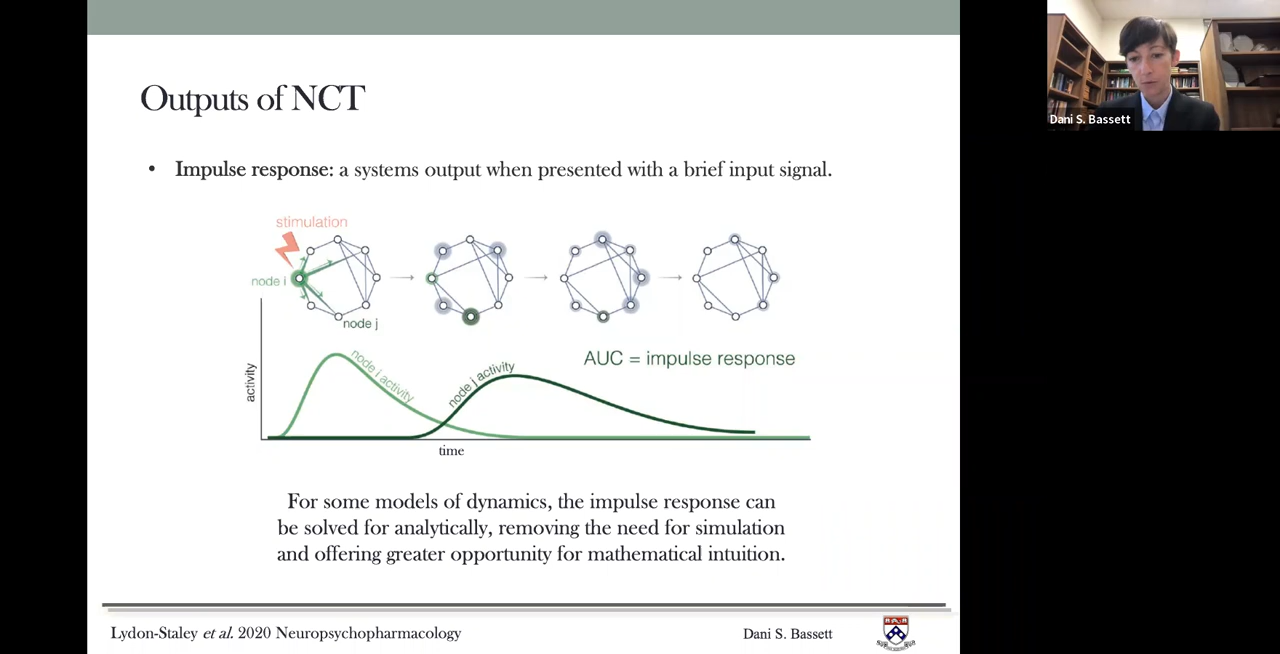 Outputs of NCT
• Impulse response: a systems output when presented with a brief input signal.
stimulation
node i
node j
activity
node i activity
node j activity
AUC = impulse response
time
For some models of dynamics, the impulse response can
be solved for analytically, removing the need for simulation
and offering greater opportunity for mathematical intuition.
Lydon-Staley et al. 2020 Neuropsychopharmacology
Dani S. Bassett
Dani S. Bassett